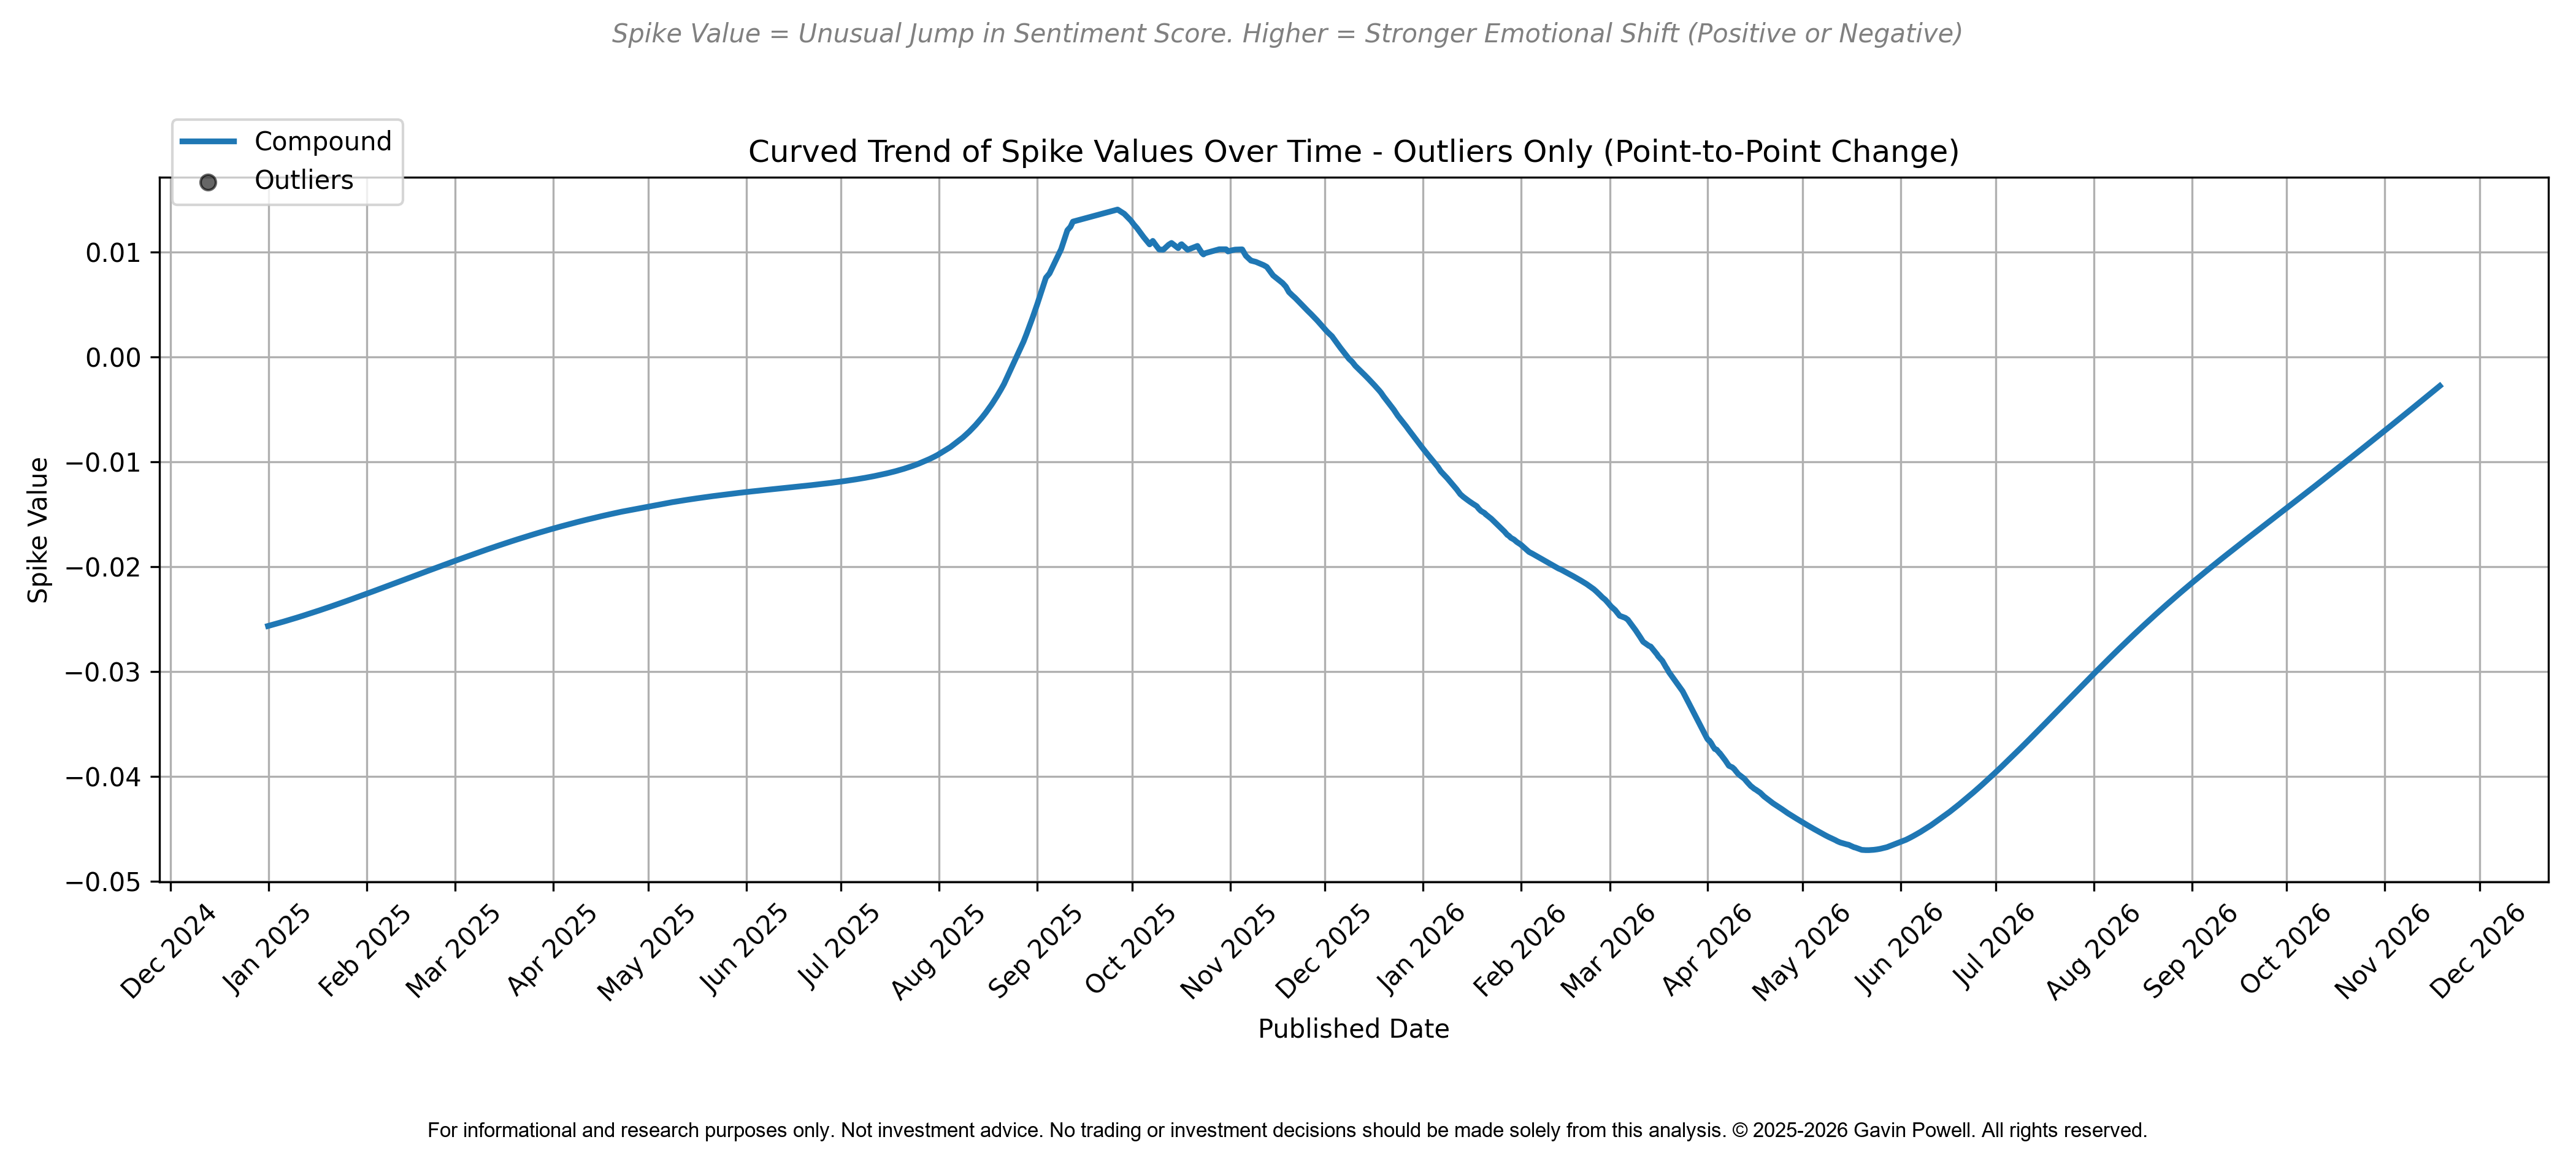 Spike Value = Unusual Jump in Sentiment Score. Higher = Stronger Emotional Shift (Positive or Negative)
Curved Trend of Spike Values Over Time - Outliers Only (Point-to-Point Change)
Compound
Outliers
Spike Value
0.01
0.00
−0.01
−0.02
−0.03
−0.04
−0.05
Dec 2024
Jan 2025
Feb 2025
Mar 2025
Apr 2025
May 2025
Jun 2025
Jul 2025
Aug 2025
Sep 2025
Oct 2025
Nov 2025
Dec 2025
Jan 2026
Feb 2026
Mar 2026
Apr 2026
May 2026
Jun 2026
Jul 2026
Aug 2026
Sep 2026
Oct 2026
Nov 2026
Dec 2026
Published Date
For informational and research purposes only. Not investment advice. No trading or investment decisions should be made solely from this analysis. © 2025-2026 Gavin Powell. All rights reserved.